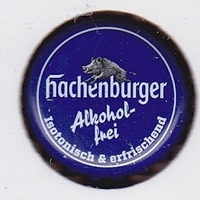 Hachenburger
Alkohol-
frei
Isotonisch & erfrischend